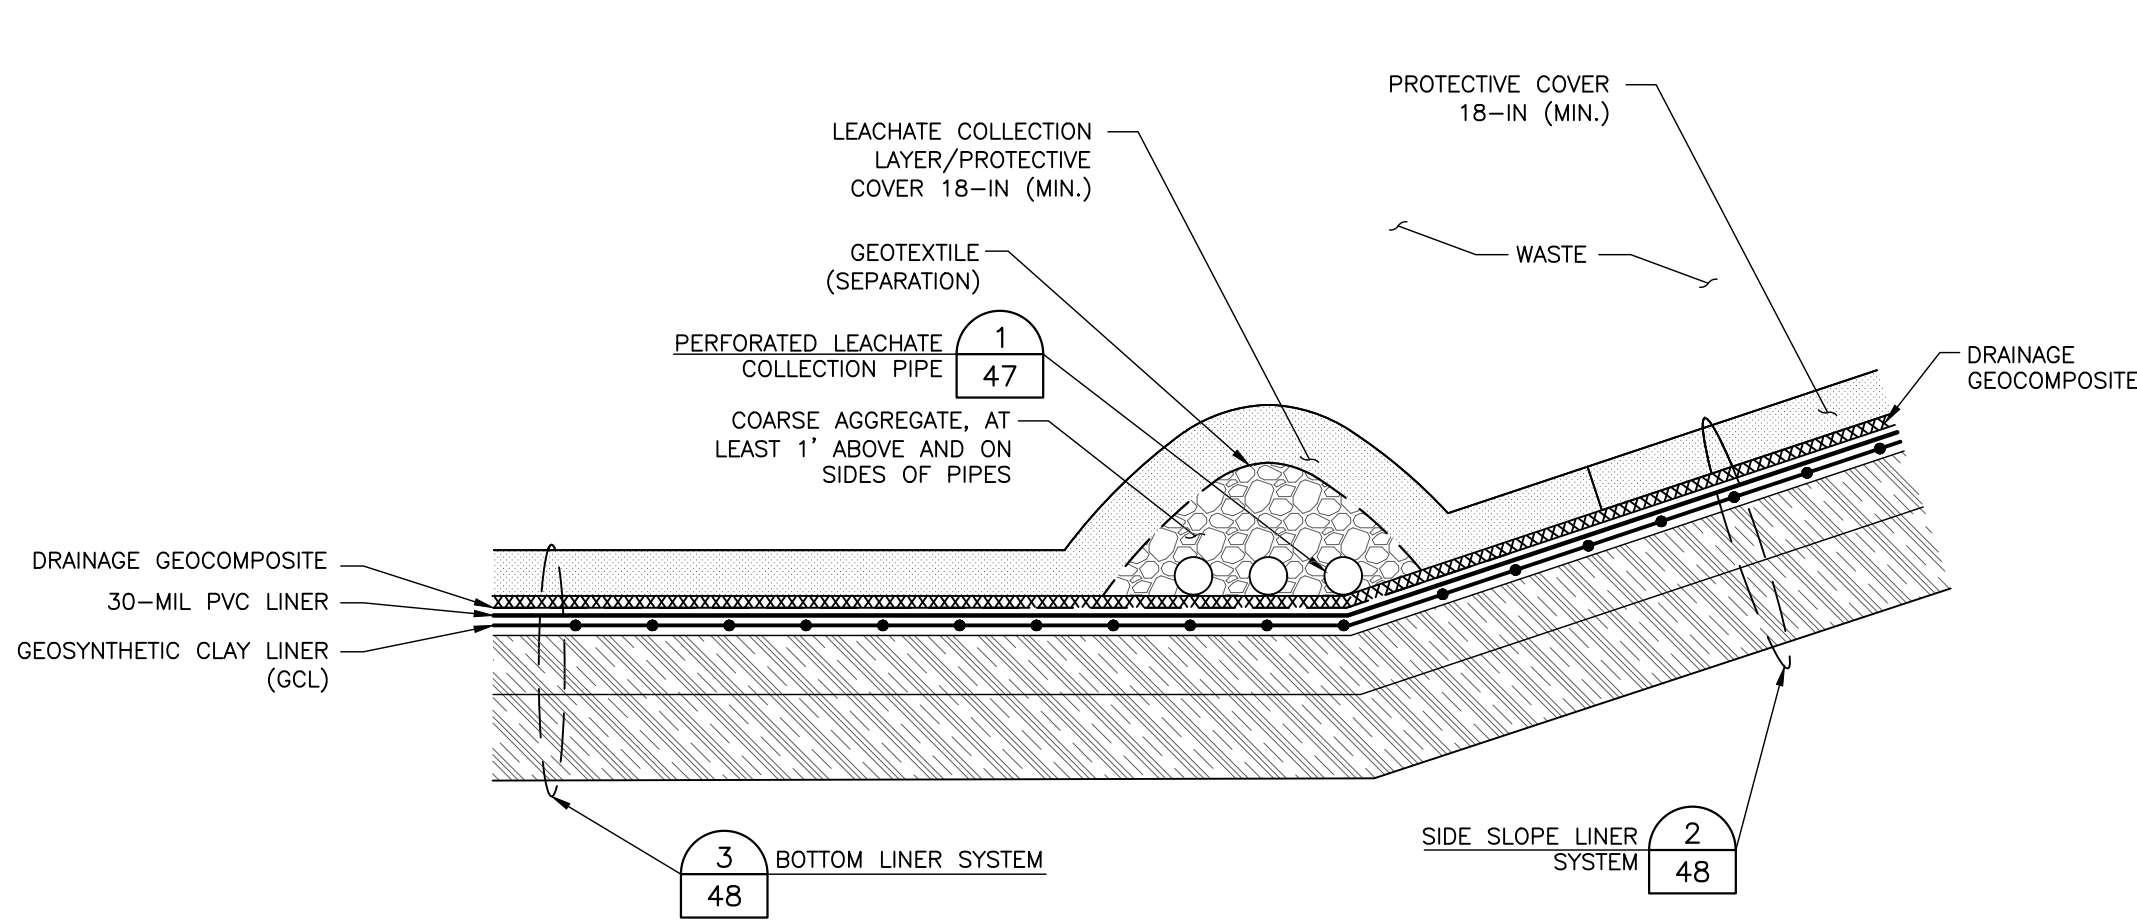 PROTECTIVE COVER
18-IN (MIN.)
LEACHATE COLLECTION
LAYER/PROTECTIVE
COVER 18-IN (MIN.)
GEOTEXTILE
(SEPARATION)
WASTE
PERFORATED LEACHATE
COLLECTION PIPE
1
47
DRAINAGE
GEOCOMPOSITE
COARSE AGGREGATE, AT
LEAST 1' ABOVE AND ON
SIDES OF PIPES
DRAINAGE GEOCOMPOSITE
30-MIL PVC LINER
GEOSYNTHETIC CLAY LINER
(GCL)
3
48
BOTTOM LINER SYSTEM
SIDE SLOPE LINER
SYSTEM
2
48